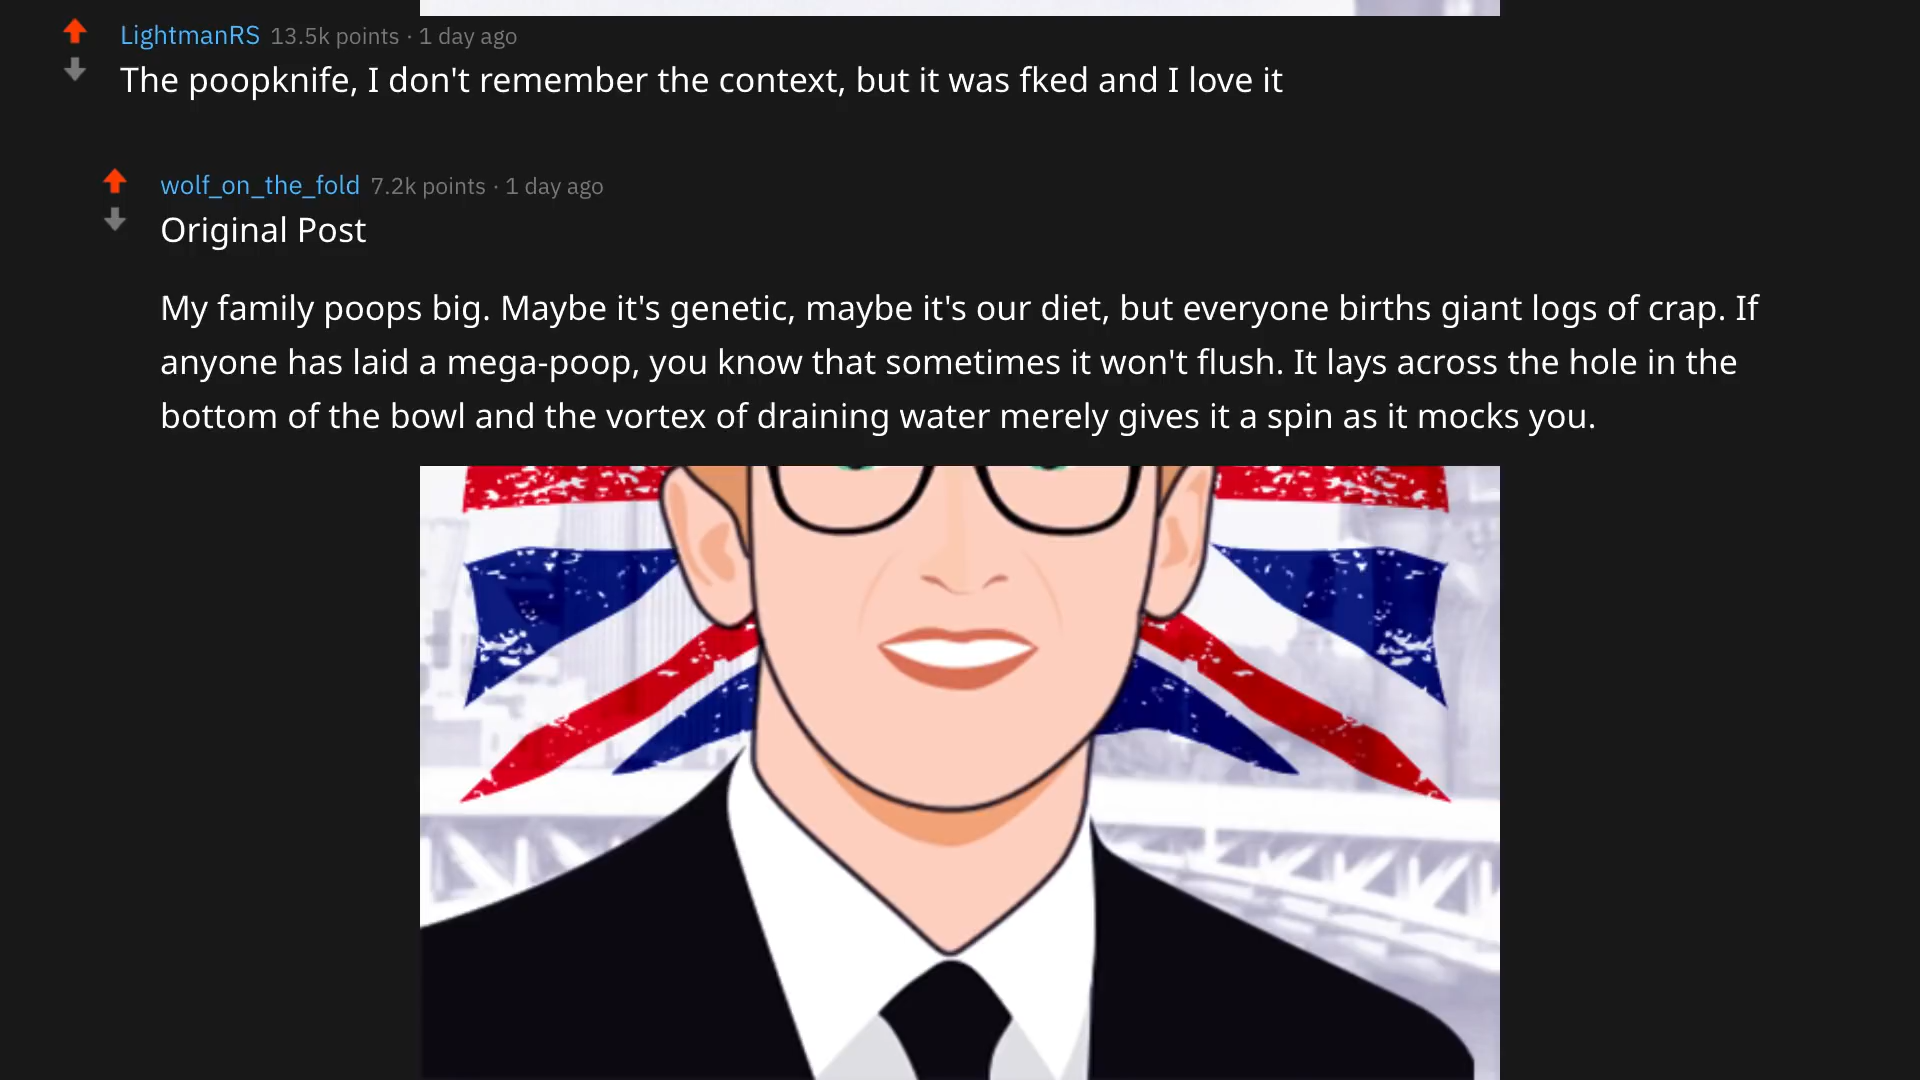 LightmanRS 13.5k points · 1 day ago
The poopknife, I don't remember the context, but it was fked and I love it
wolf_on_the_fold 7.2k points · 1 day ago
Original Post
My family poops big. Maybe it's genetic, maybe it's our diet, but everyone births giant logs of crap. If
anyone has laid a mega-poop, you know that sometimes it won't flush. It lays across the hole in the
bottom of the bowl and the vortex of draining water merely gives it a spin as it mocks you.